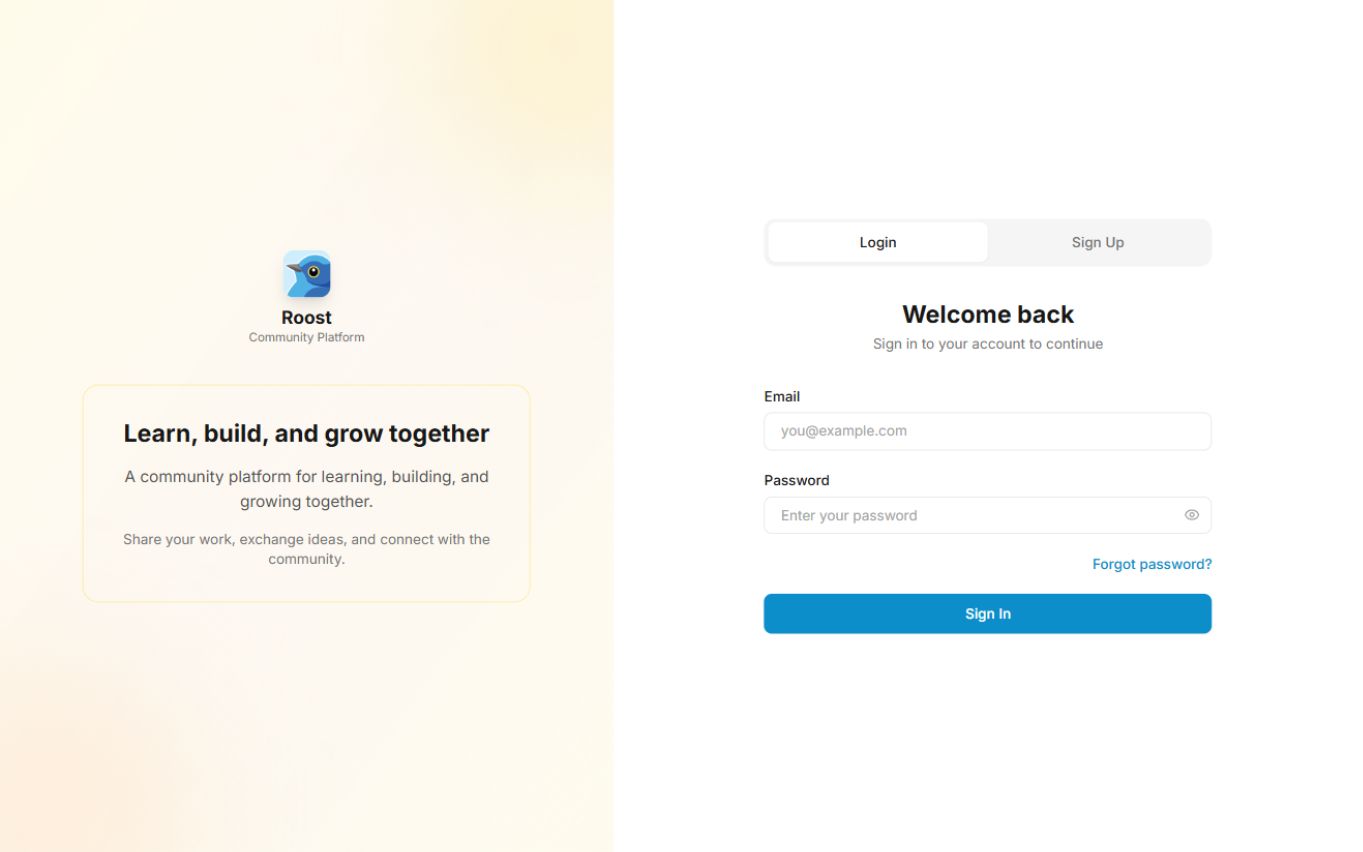 Roost
Community Platform
Learn, build, and grow together
A community platform for learning, building, and
growing together.
Share your work, exchange ideas, and connect with the
community.
Login
Sign Up
Welcome back
Sign in to your account to continue
Email
you@example.com
Password
Enter your password
Forgot password?
Sign In